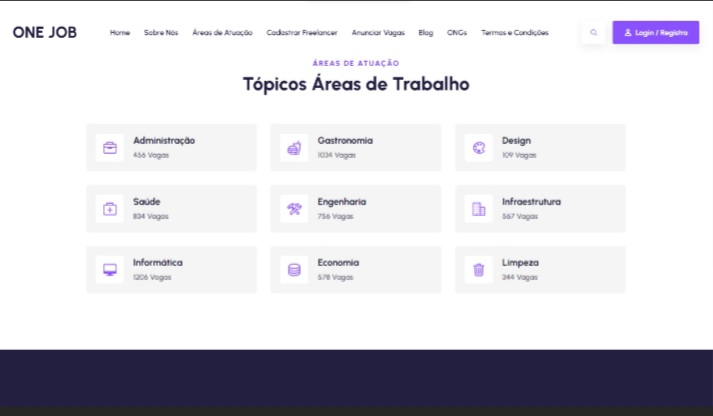 ONE JOB
Home Sobre Nós Áreas de Atuação Cadastrar Freelancer Anunciar Vagas Blog ONGs Termos e Condições Login / Registro
ÁREAS DE ATUAÇÃO
Tópicos Áreas de Trabalho
Administração
456 Vagas
Gastronomia
1034 Vagas
Design
109 Vagas
Saúde
834 Vagas
Engenharia
756 Vagas
Infraestrutura
567 Vagas
Informática
1206 Vagas
Economia
578 Vagas
Limpeza
344 Vagas